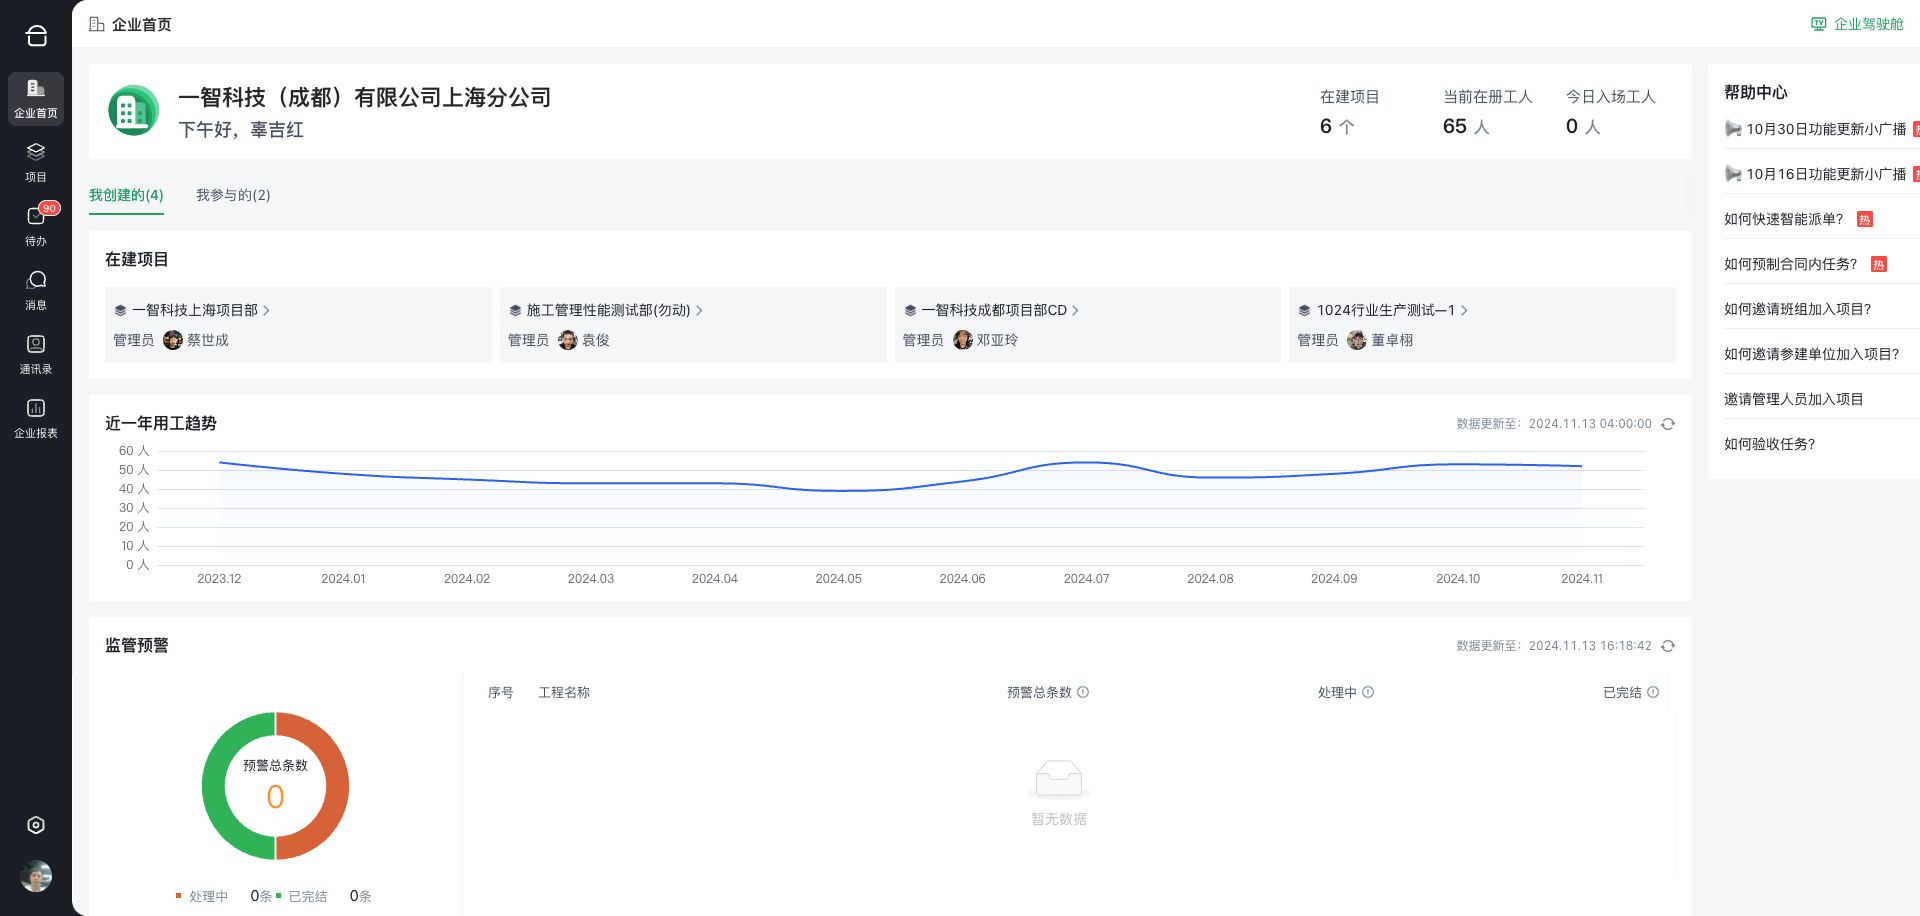 企业首页
企业驾驶舱
企业首页
项目
90
待办
消息
通讯录
企业报表
一智科技（成都）有限公司上海分公司
下午好，辜吉红
在建项目
6 个
当前在册工人
65 人
今日入场工人
0 人
我创建的(4)
我参与的(2)
在建项目
一智科技上海项目部
管理员 蔡世成
施工管理性能测试部(勿动)
管理员 袁俊
一智科技成都项目部CD
管理员 邓亚玲
1024行业生产测试—1
管理员 董卓栩
近一年用工趋势
数据更新至：2024.11.13 04:00:00
60 人
50 人
40 人
30 人
20 人
10 人
0 人
2023.12 2024.01 2024.02 2024.03 2024.04 2024.05 2024.06 2024.07 2024.08 2024.09 2024.10 2024.11
监管预警
数据更新至：2024.11.13 16:18:42
预警总条数
0
处理中 0条 已完结 0条
序号 工程名称 预警总条数 处理中 已完结
暂无数据
帮助中心
10月30日功能更新小广播 热
10月16日功能更新小广播 热
如何快速智能派单？ 热
如何预制合同内任务？ 热
如何邀请班组加入项目？
如何邀请参建单位加入项目？
邀请管理人员加入项目
如何验收任务？